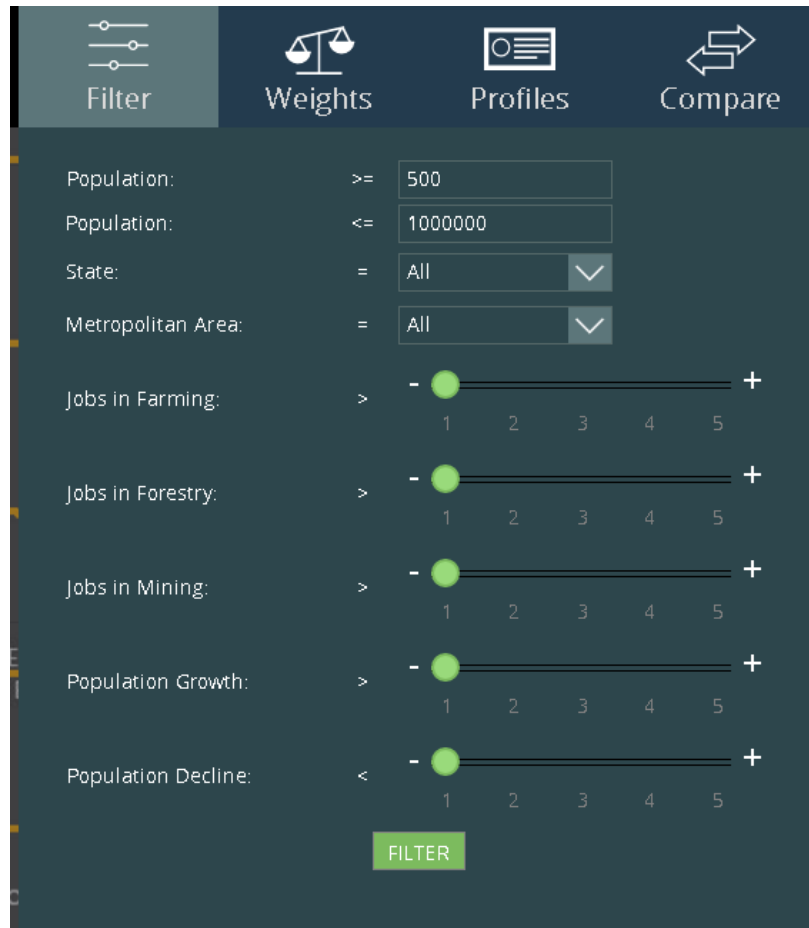 Filter Weights Profiles Compare
Population: >= 500
Population: <= 1000000
State: = All
Metropolitan Area: = All
Jobs in Farming: > - +
1 2 3 4 5
Jobs in Forestry: > - +
1 2 3 4 5
Jobs in Mining: > - +
1 2 3 4 5
Population Growth: > - +
1 2 3 4 5
Population Decline: < - +
1 2 3 4 5
FILTER